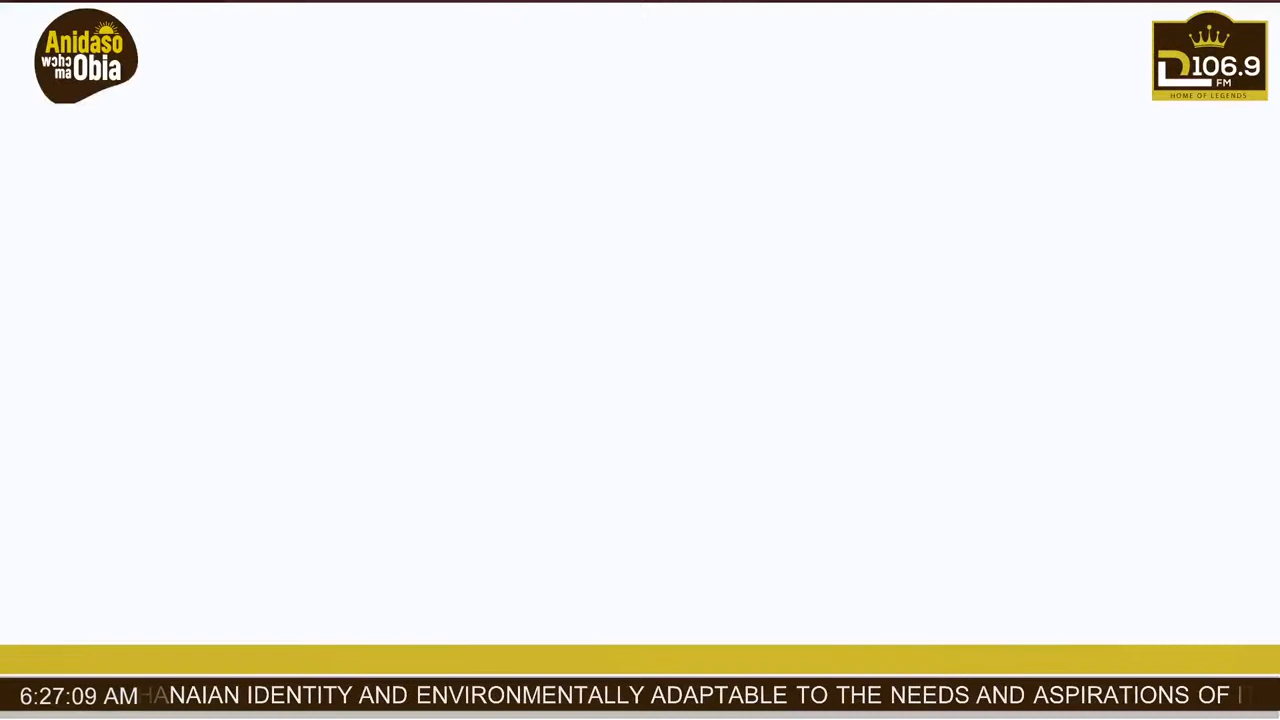 Anidaso
wɔhɔ
ma Obia
106.9
FM
HOME OF LEGENDS
6:27:09 AM
HANAIAN IDENTITY AND ENVIRONMENTALLY ADAPTABLE TO THE NEEDS AND ASPIRATIONS OF